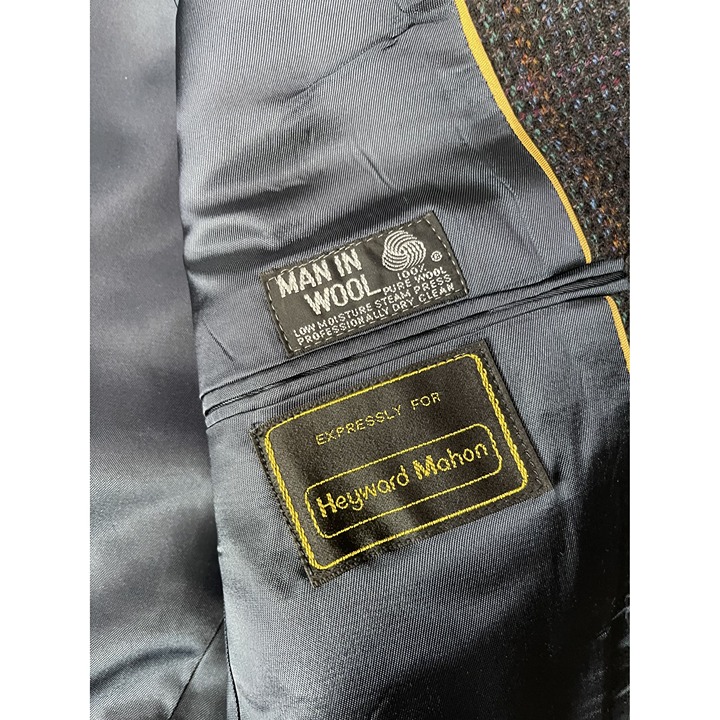 MAN IN
WOOL
100%
PURE WOOL
®
LOW MOISTURE STEAM PRESS
PROFESSIONALLY DRY CLEAN
EXPRESSLY FOR
Heyward Mahon